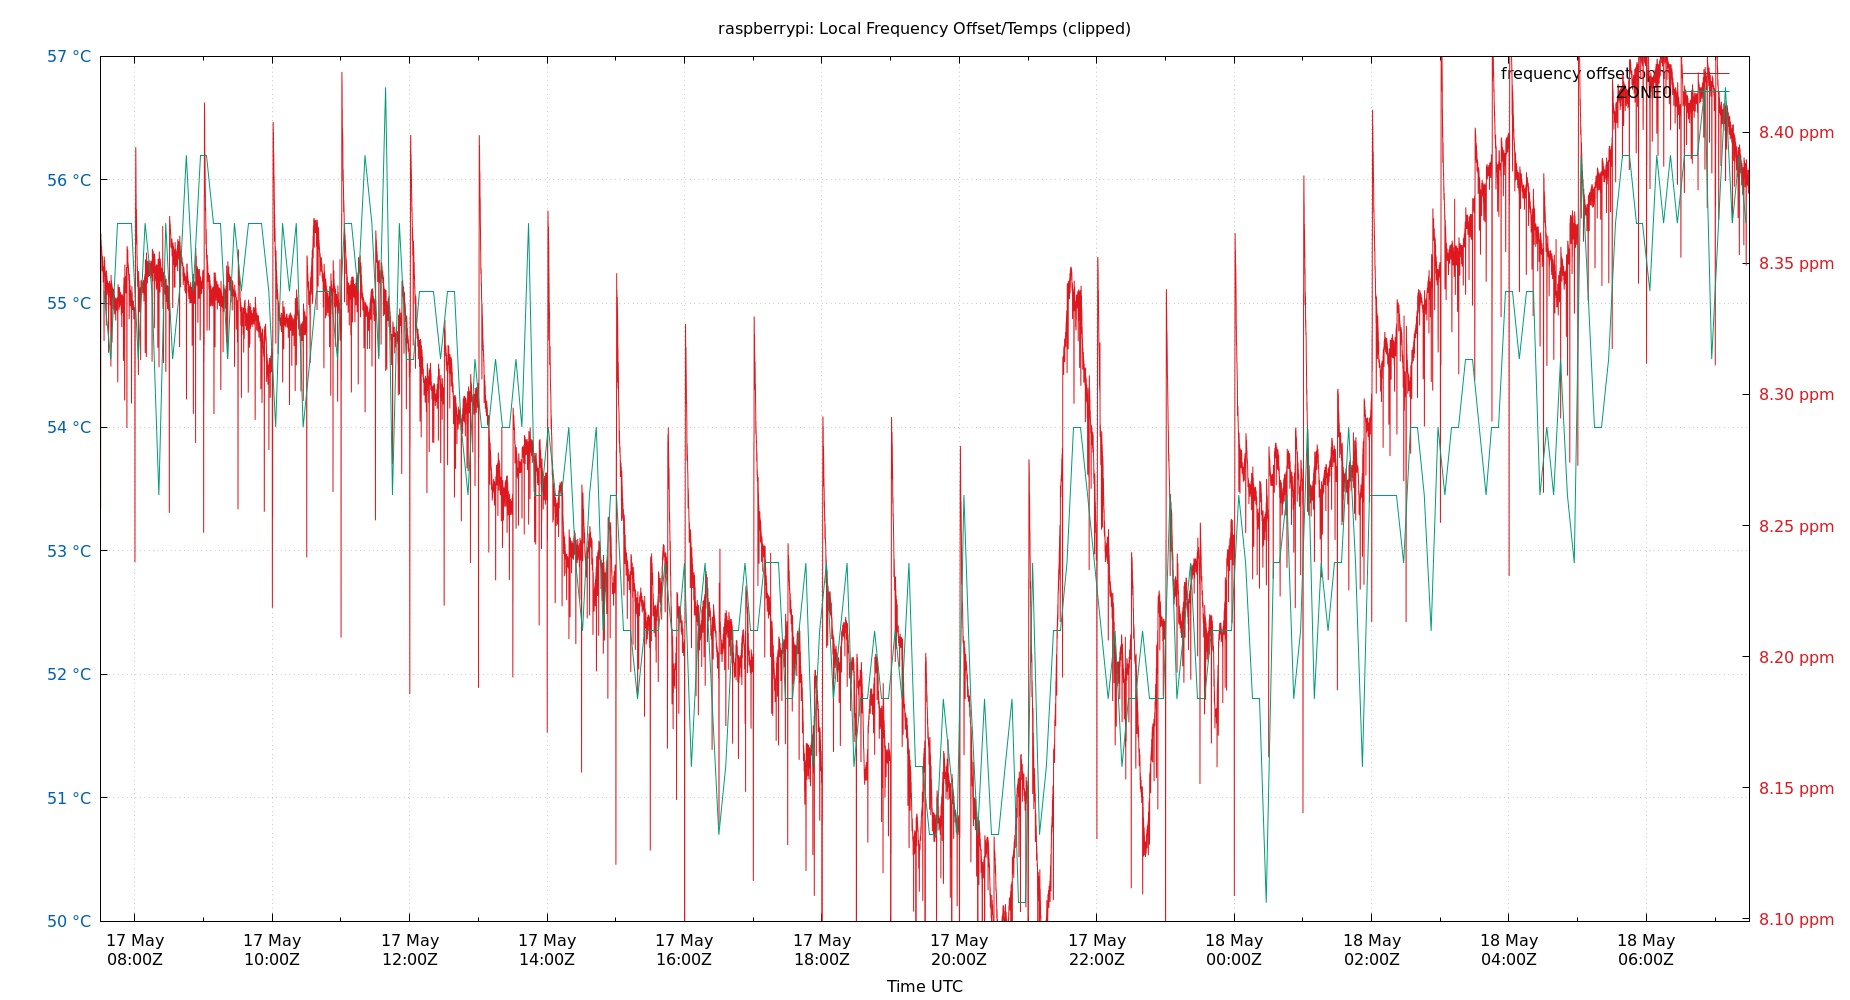 raspberrypi: Local Frequency Offset/Temps (clipped)
57 °C
56 °C
55 °C
54 °C
53 °C
52 °C
51 °C
50 °C
frequency offset ppm
ZONE0
8.40 ppm
8.35 ppm
8.30 ppm
8.25 ppm
8.20 ppm
8.15 ppm
8.10 ppm
17 May
08:00Z
17 May
10:00Z
17 May
12:00Z
17 May
14:00Z
17 May
16:00Z
17 May
18:00Z
17 May
20:00Z
17 May
22:00Z
18 May
00:00Z
18 May
02:00Z
18 May
04:00Z
18 May
06:00Z
Time UTC